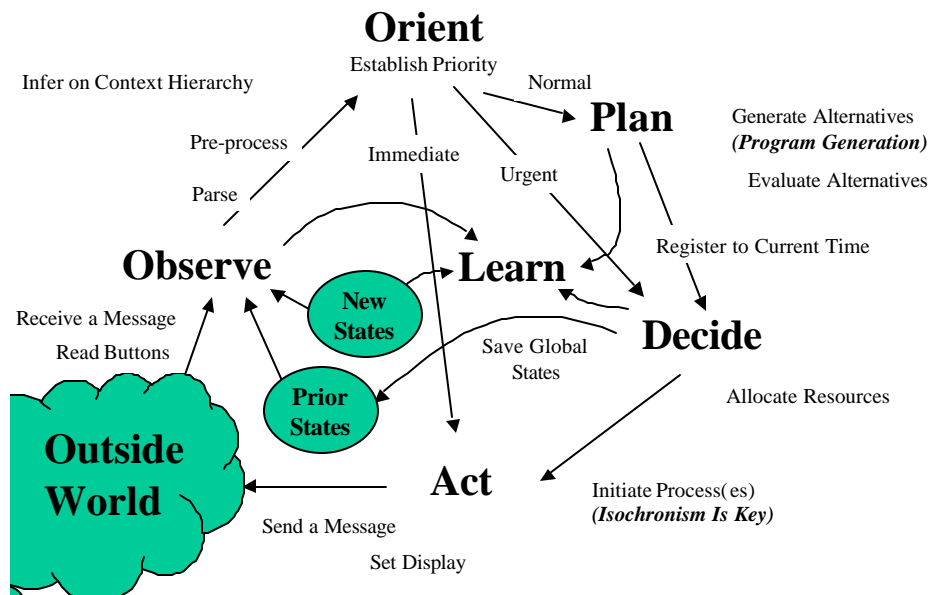 Orient
Establish Priority
Infer on Context Hierarchy
Normal
Plan
Generate Alternatives
(Program Generation)
Pre-process
Immediate
Urgent
Evaluate Alternatives
Parse
Observe
Learn
Register to Current Time
New
States
Receive a Message
Read Buttons
Save Global
States
Decide
Prior
States
Allocate Resources
Outside
World
Act
Initiate Process(es)
(Isochronism Is Key)
Send a Message
Set Display